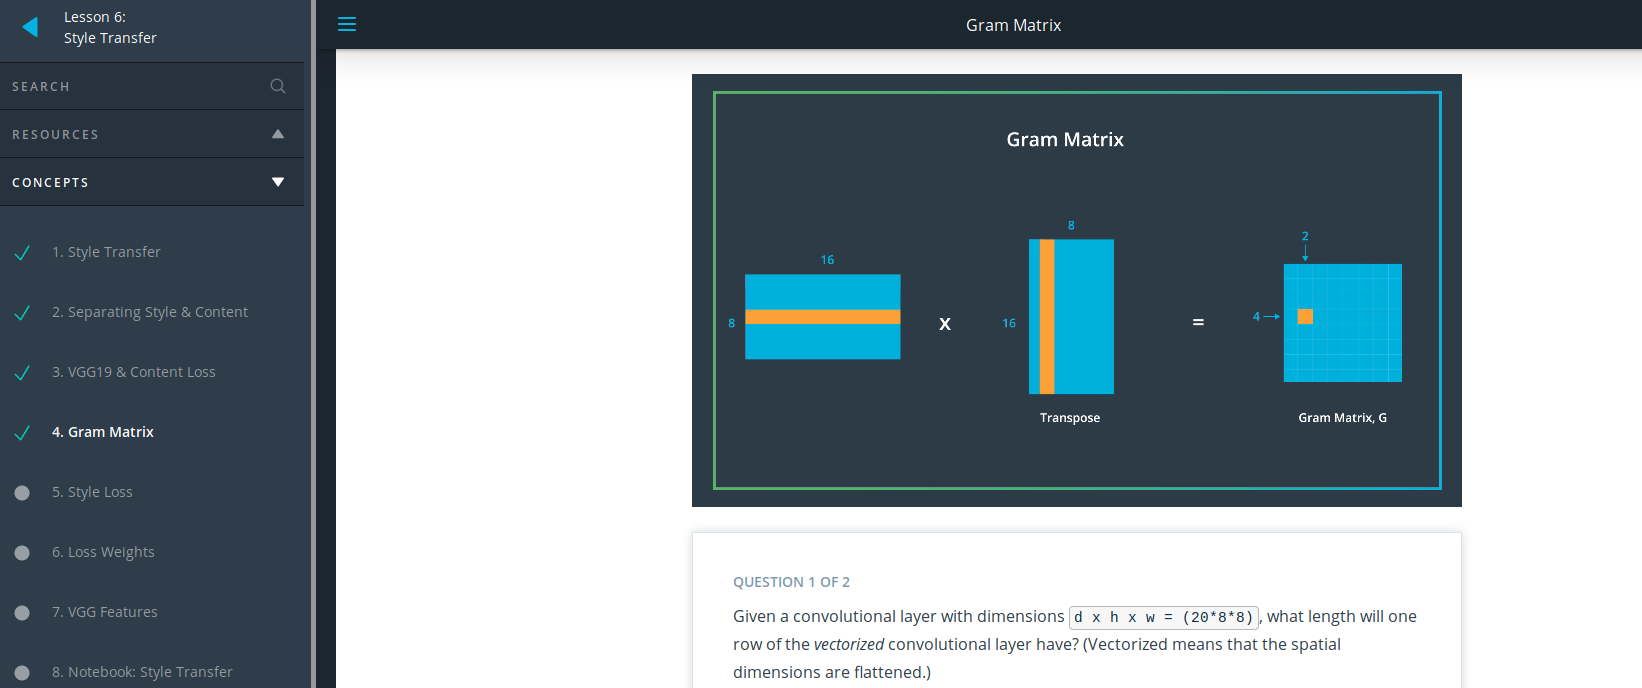 Lesson 6:
Style Transfer
SEARCH
RESOURCES
CONCEPTS
1. Style Transfer
2. Separating Style & Content
3. VGG19 & Content Loss
4. Gram Matrix
5. Style Loss
6. Loss Weights
7. VGG Features
8. Notebook: Style Transfer
Gram Matrix
Gram Matrix
16
8
x
8
16
Transpose
=
2
4
Gram Matrix, G
QUESTION 1 OF 2
Given a convolutional layer with dimensions d x h x w = (20*8*8), what length will one
row of the vectorized convolutional layer have? (Vectorized means that the spatial
dimensions are flattened.)